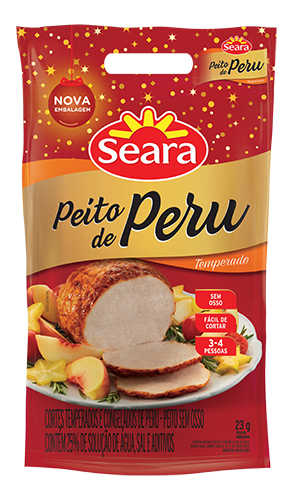 Seara
Peito
de Peru
NOVA
EMBALAGEM
Seara
Peito
de Peru
Temperado
SEM
OSSO
FÁCIL DE
CORTAR
3-4
PESSOAS
CORTES TEMPERADOS E CONGELADOS DE PERU - PEITO SEM OSSO
CONTÉM 25% DE SOLUÇÃO DE ÁGUA, SAL E ADITIVOS
23 g